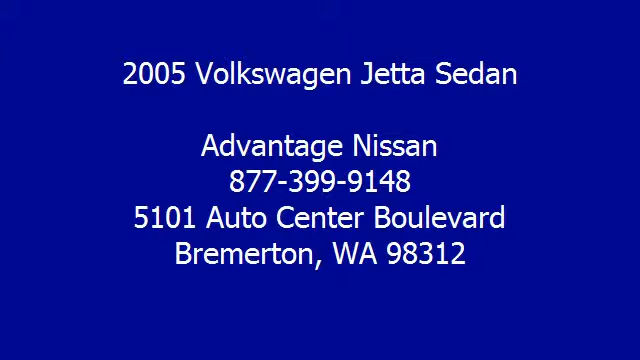 2005 Volkswagen Jetta Sedan
Advantage Nissan
877-399-9148
5101 Auto Center Boulevard
Bremerton, WA 98312